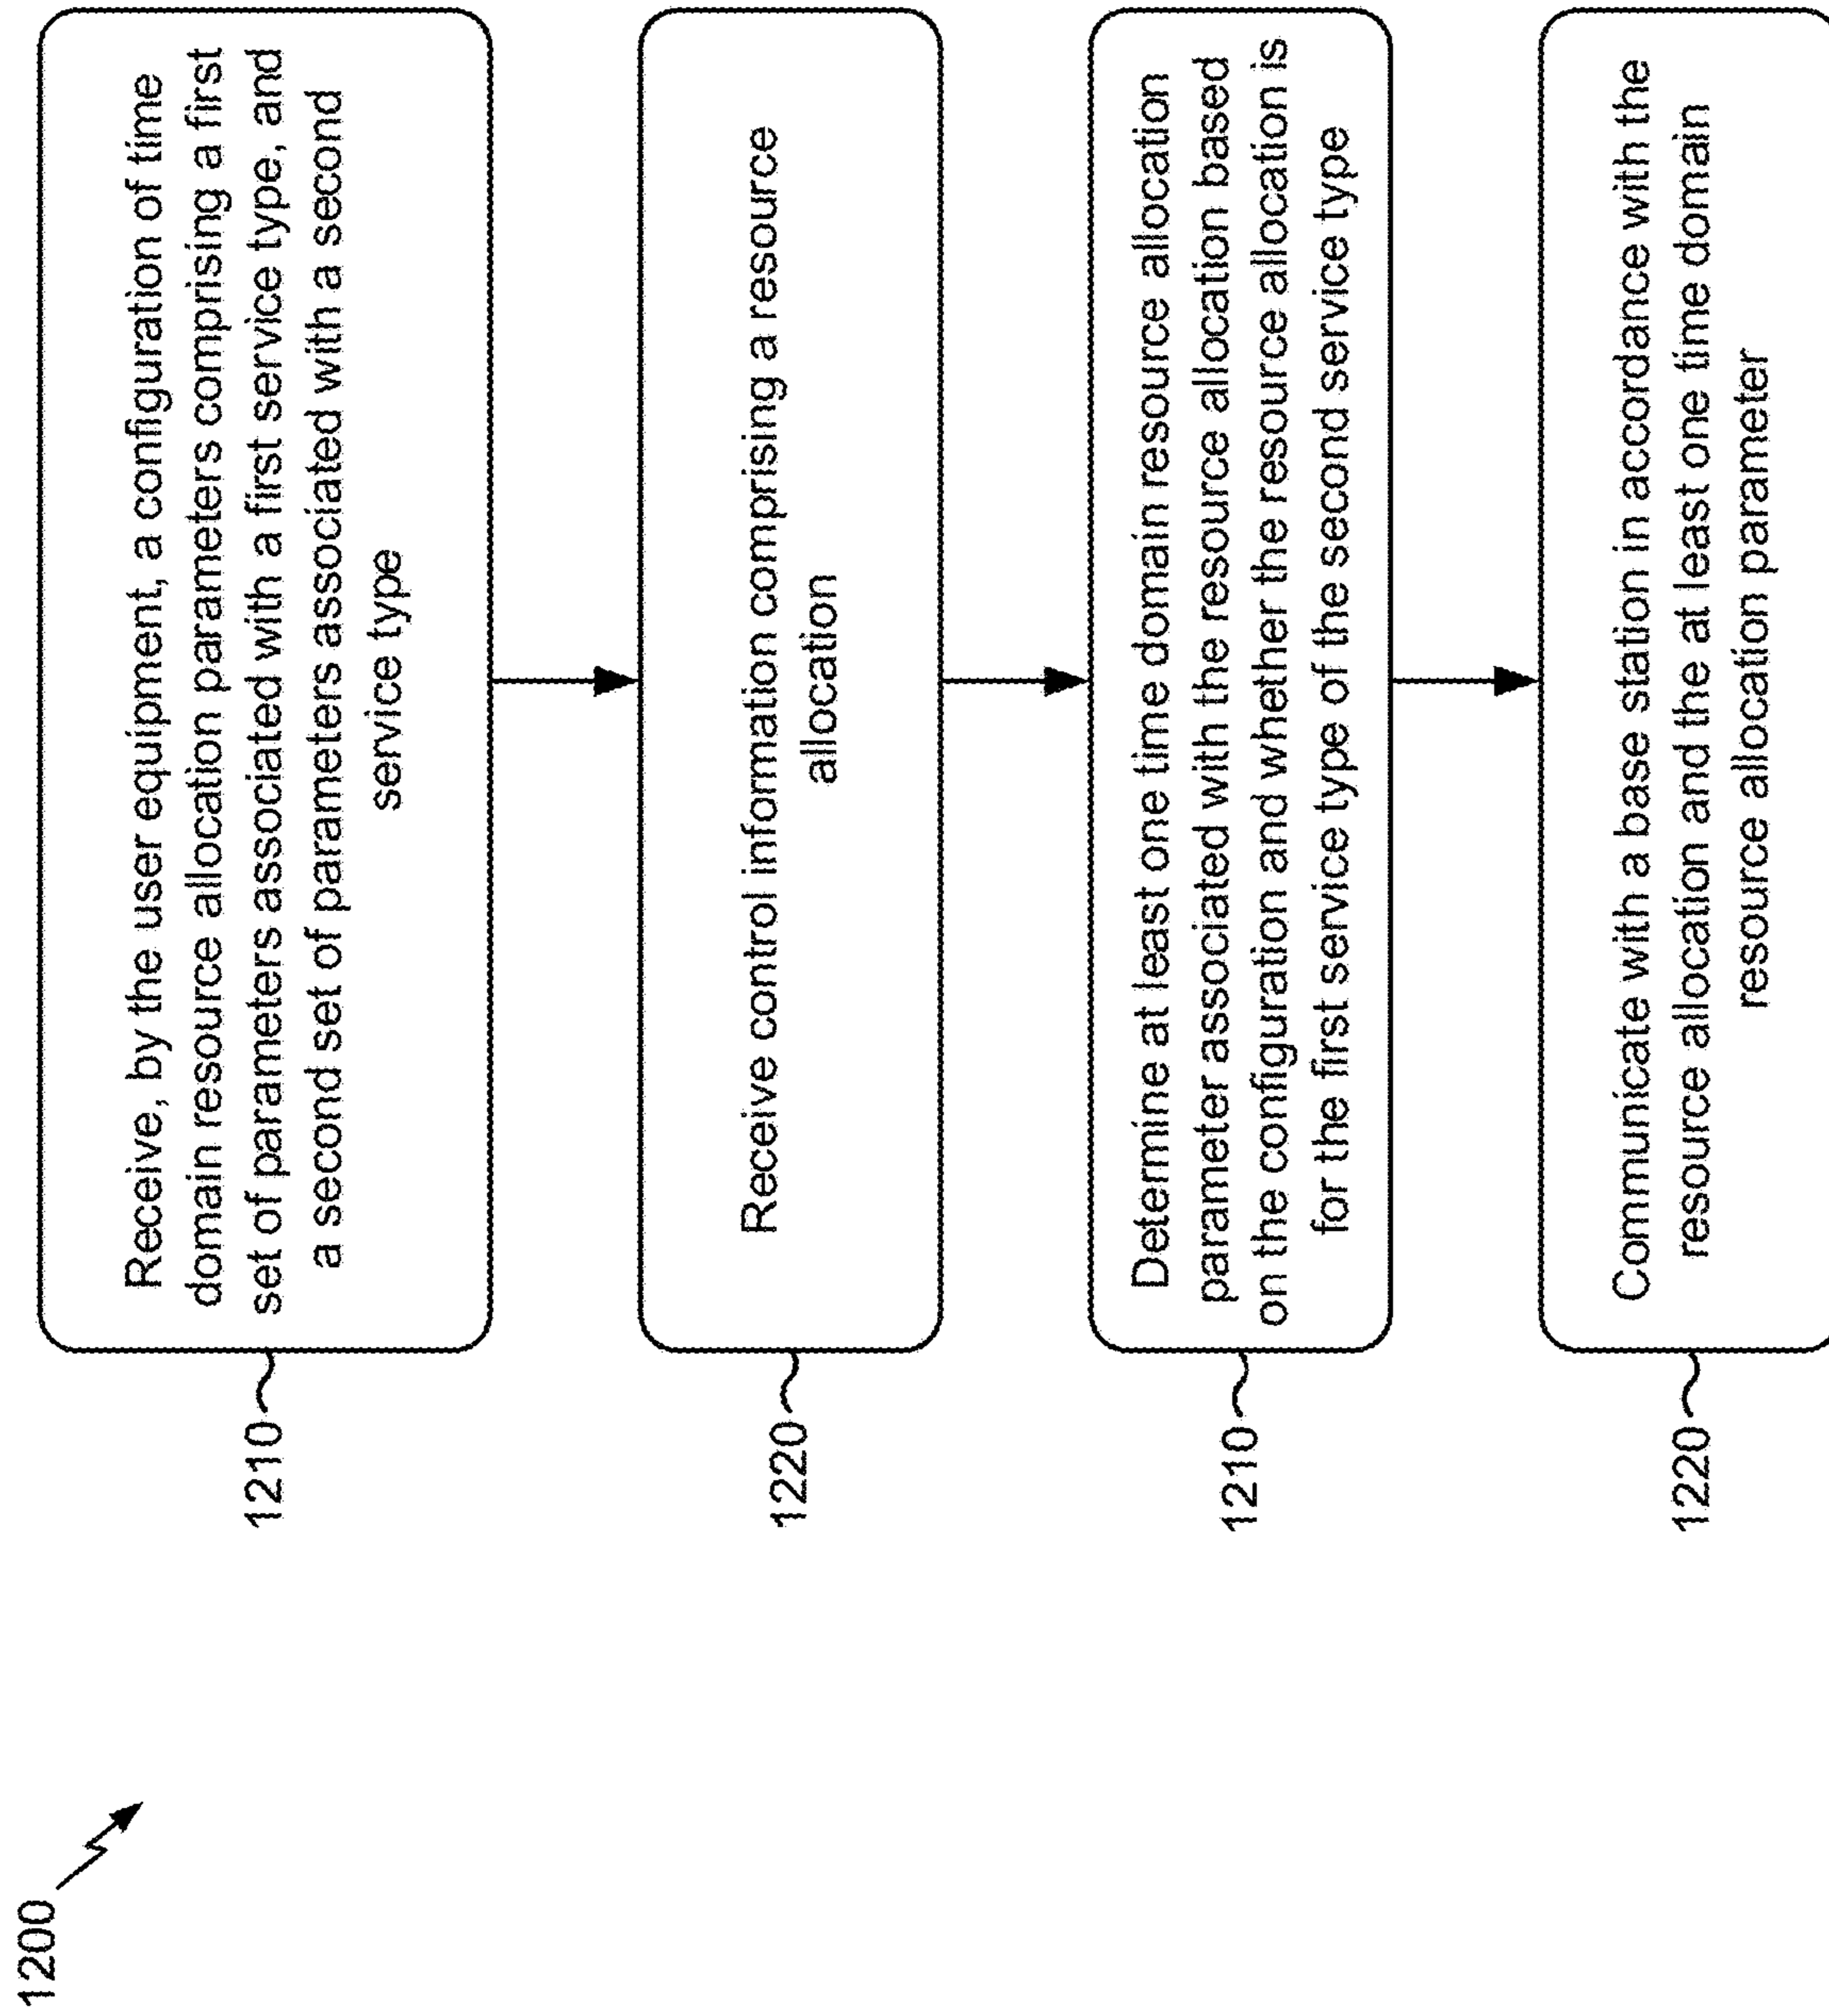 1200
1210
Receive, by the user equipment, a configuration of time
domain resource allocation parameters comprising a first
set of parameters associated with a first service type, and
a second set of parameters associated with a second
service type
1220
Receive control information comprising a resource
allocation
1210
Determine at least one time domain resource allocation
parameter associated with the resource allocation based
on the configuration and whether the resource allocation is
for the first service type of the second service type
1220
Communicate with a base station in accordance with the
resource allocation and the at least one time domain
resource allocation parameter